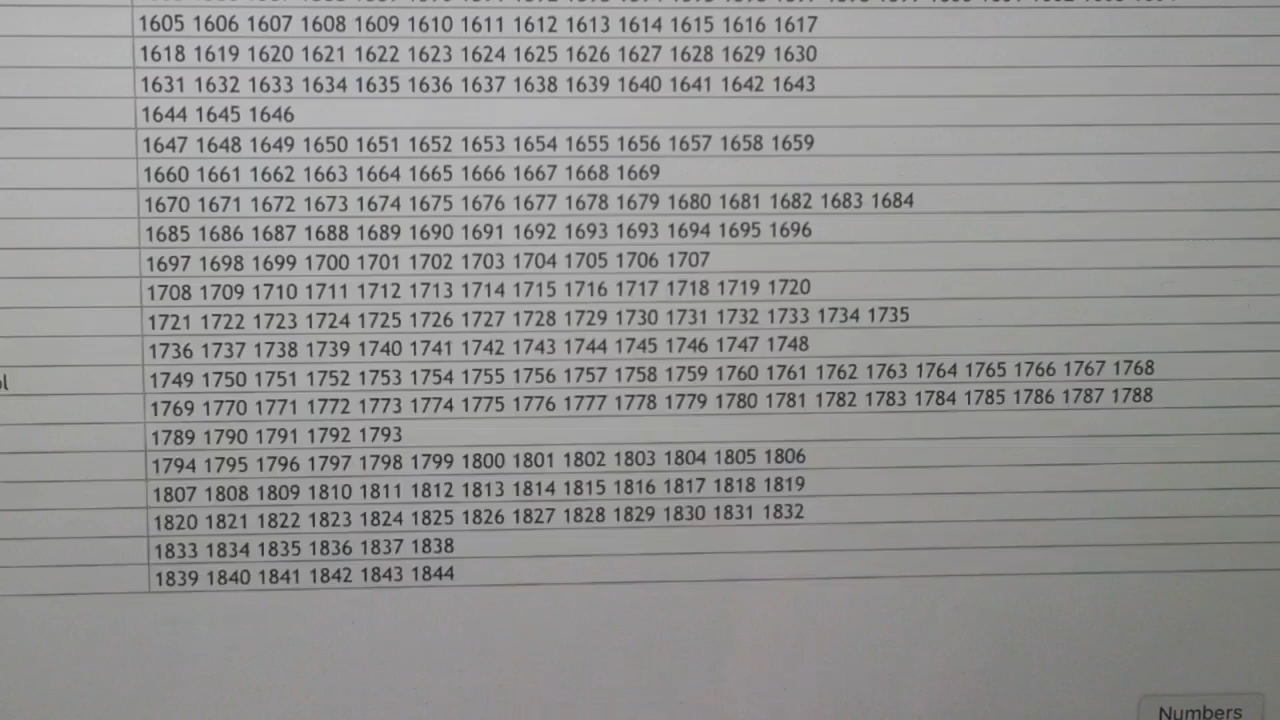 1605 1606 1607 1608 1609 1610 1611 1612 1613 1614 1615 1616 1617
1618 1619 1620 1621 1622 1623 1624 1625 1626 1627 1628 1629 1630
1631 1632 1633 1634 1635 1636 1637 1638 1639 1640 1641 1642 1643
1644 1645 1646
1647 1648 1649 1650 1651 1652 1653 1654 1655 1656 1657 1658 1659
1660 1661 1662 1663 1664 1665 1666 1667 1668 1669
1670 1671 1672 1673 1674 1675 1676 1677 1678 1679 1680 1681 1682 1683 1684
1685 1686 1687 1688 1689 1690 1691 1692 1693 1693 1694 1695 1696
1697 1698 1699 1700 1701 1702 1703 1704 1705 1706 1707
1708 1709 1710 1711 1712 1713 1714 1715 1716 1717 1718 1719 1720
1721 1722 1723 1724 1725 1726 1727 1728 1729 1730 1731 1732 1733 1734 1735
1736 1737 1738 1739 1740 1741 1742 1743 1744 1745 1746 1747 1748
1749 1750 1751 1752 1753 1754 1755 1756 1757 1758 1759 1760 1761 1762 1763 1764 1765 1766 1767 1768
1769 1770 1771 1772 1773 1774 1775 1776 1777 1778 1779 1780 1781 1782 1783 1784 1785 1786 1787 1788
1789 1790 1791 1792 1793
1794 1795 1796 1797 1798 1799 1800 1801 1802 1803 1804 1805 1806
1807 1808 1809 1810 1811 1812 1813 1814 1815 1816 1817 1818 1819
1820 1821 1822 1823 1824 1825 1826 1827 1828 1829 1830 1831 1832
1833 1834 1835 1836 1837 1838
1839 1840 1841 1842 1843 1844
Numbers